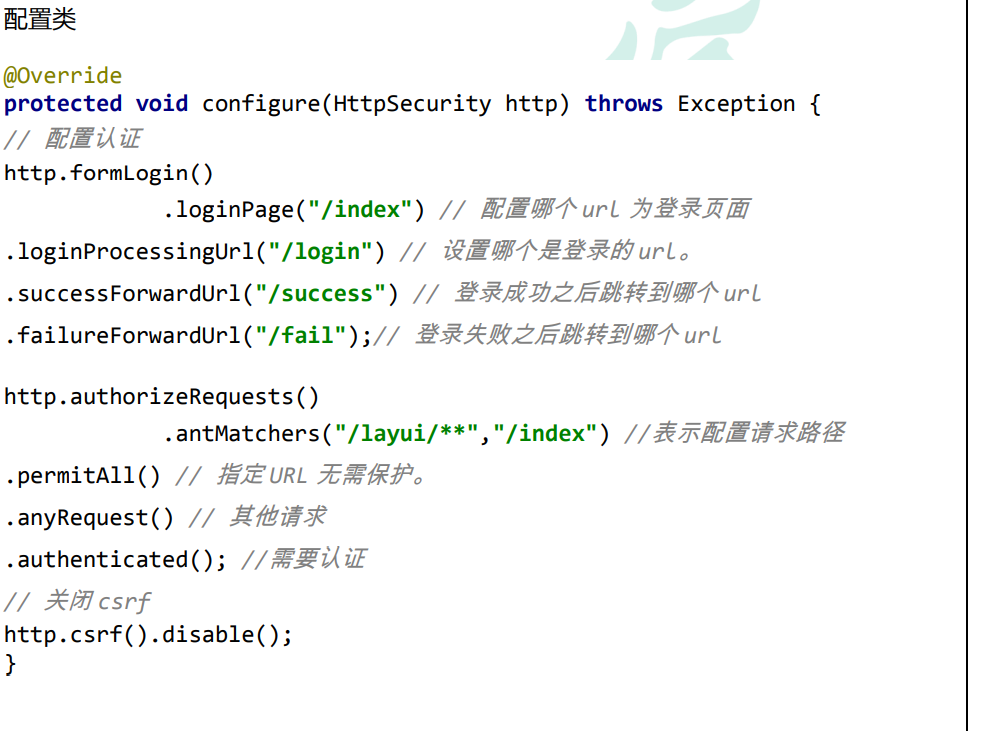 配置类
@Override
protected void configure(HttpSecurity http) throws Exception {
// 配置认证
http.formLogin()
.loginPage("/index") // 配置哪个 url 为登录页面
.loginProcessingUrl("/login") // 设置哪个是登录的 url。
.successForwardUrl("/success") // 登录成功之后跳转到哪个 url
.failureForwardUrl("/fail");// 登录失败之后跳转到哪个 url
http.authorizeRequests()
.antMatchers("/layui/**","/index") //表示配置请求路径
.permitAll() // 指定 URL 无需保护。
.anyRequest() // 其他请求
.authenticated(); //需要认证
// 关闭 csrf
http.csrf().disable();
}